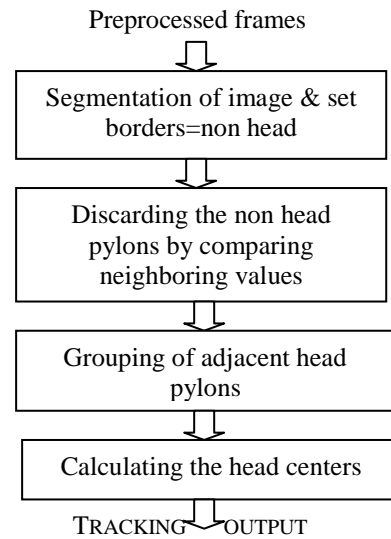 Preprocessed frames
Segmentation of image & set
borders=non head
Discarding the non head
pylons by comparing
neighboring values
Grouping of adjacent head
pylons
Calculating the head centers
TRACKING OUTPUT